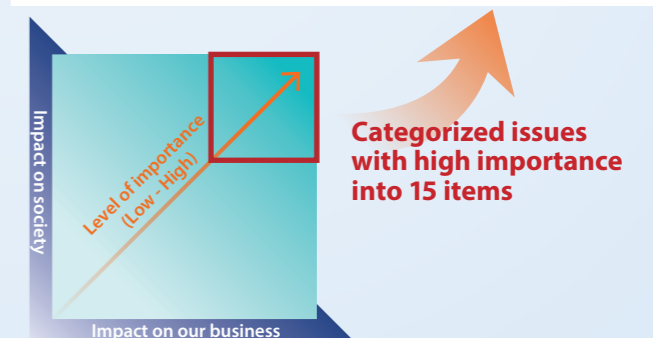 Impact on society
Level of importance
(Low - High)
Categorized issues
with high importance
into 15 items
Impact on our business